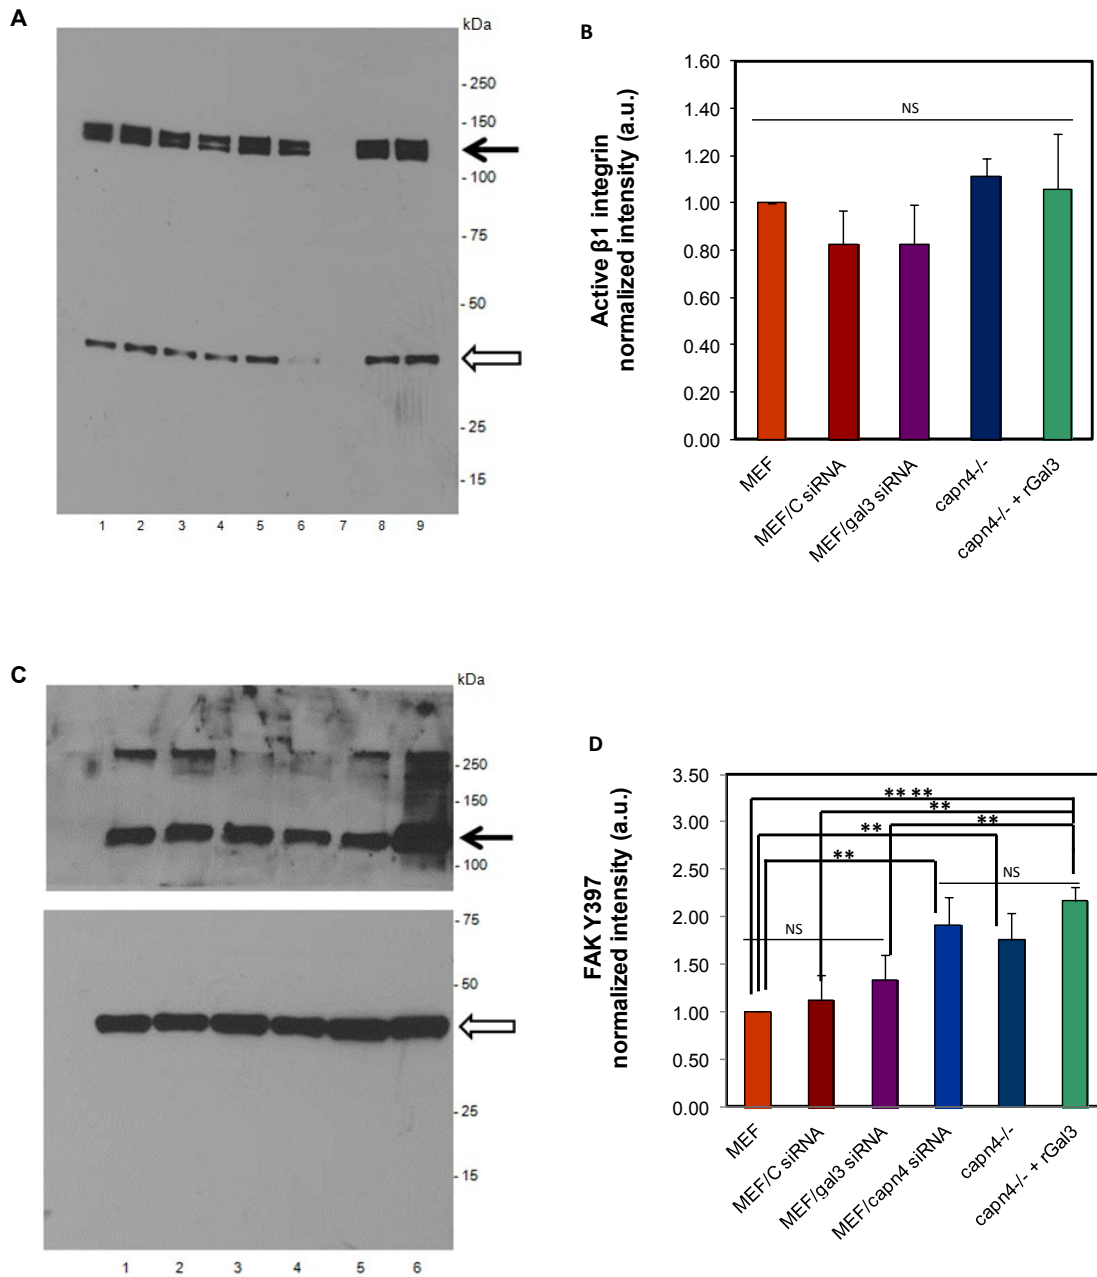 A
kDa
- 250
- 150
- 100
- 75
- 50
- 25
- 15
1 2 3 4 5 6 7 8 9
B
Active β1 integrin
normalized intensity (a.u.)
1.60
1.40
1.20
1.00
0.80
0.60
0.40
0.20
0.00
NS
MEF
MEF/C siRNA
MEF/gal3 siRNA
capn4-/-
capn4-/- + rGal3
C
kDa
- 250
- 150
- 100
- 75
- 50
- 25
- 15
1 2 3 4 5 6
D
FAK Y397
normalized intensity (a.u.)
3.50
3.00
2.50
2.00
1.50
1.00
0.50
0.00
** **
**
**
**
**
NS
NS
MEF
MEF/C siRNA
MEF/gal3 siRNA
MEF/capn4 siRNA
capn4-/-
capn4-/- + rGal3